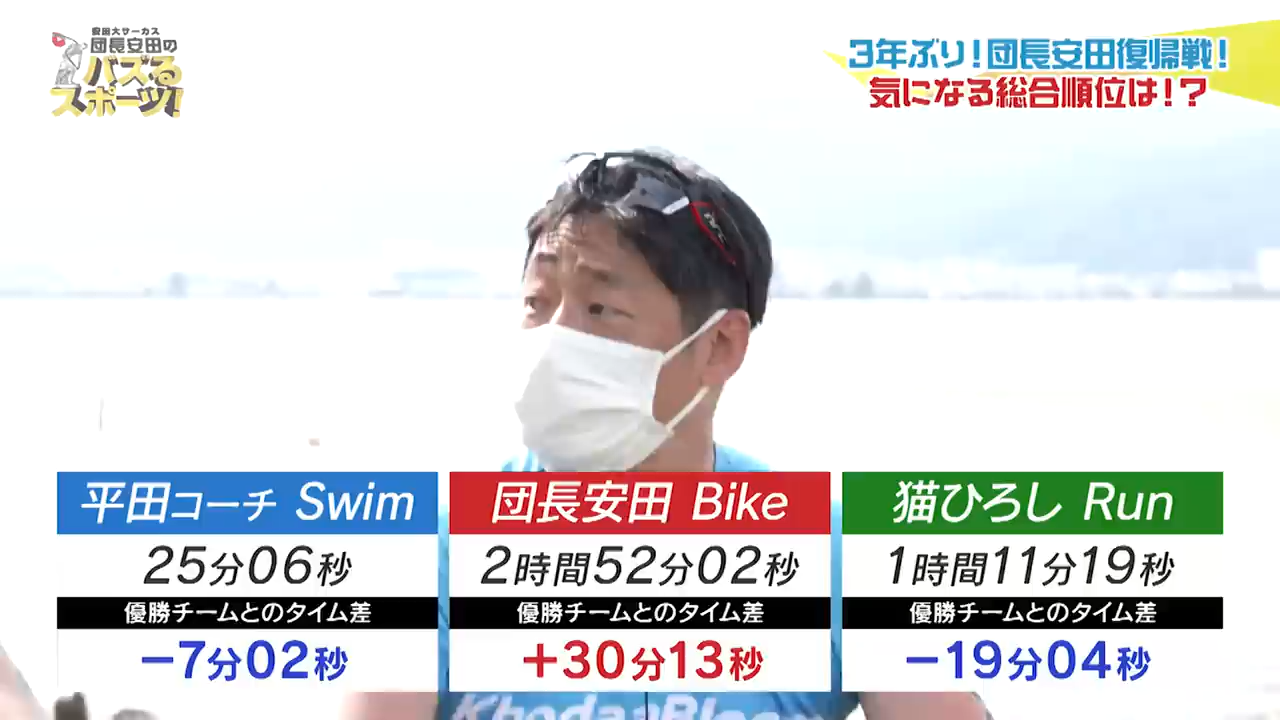 安田大サーカス
団長安田の
バズる
スポーツ!
3年ぶり!団長安田復帰戦!
気になる総合順位は!?
平田コーチ Swim
25分06秒
優勝チームとのタイム差
−7分02秒
団長安田 Bike
2時間52分02秒
優勝チームとのタイム差
+30分13秒
猫ひろし Run
1時間11分19秒
優勝チームとのタイム差
−19分04秒
KhodaaBloom